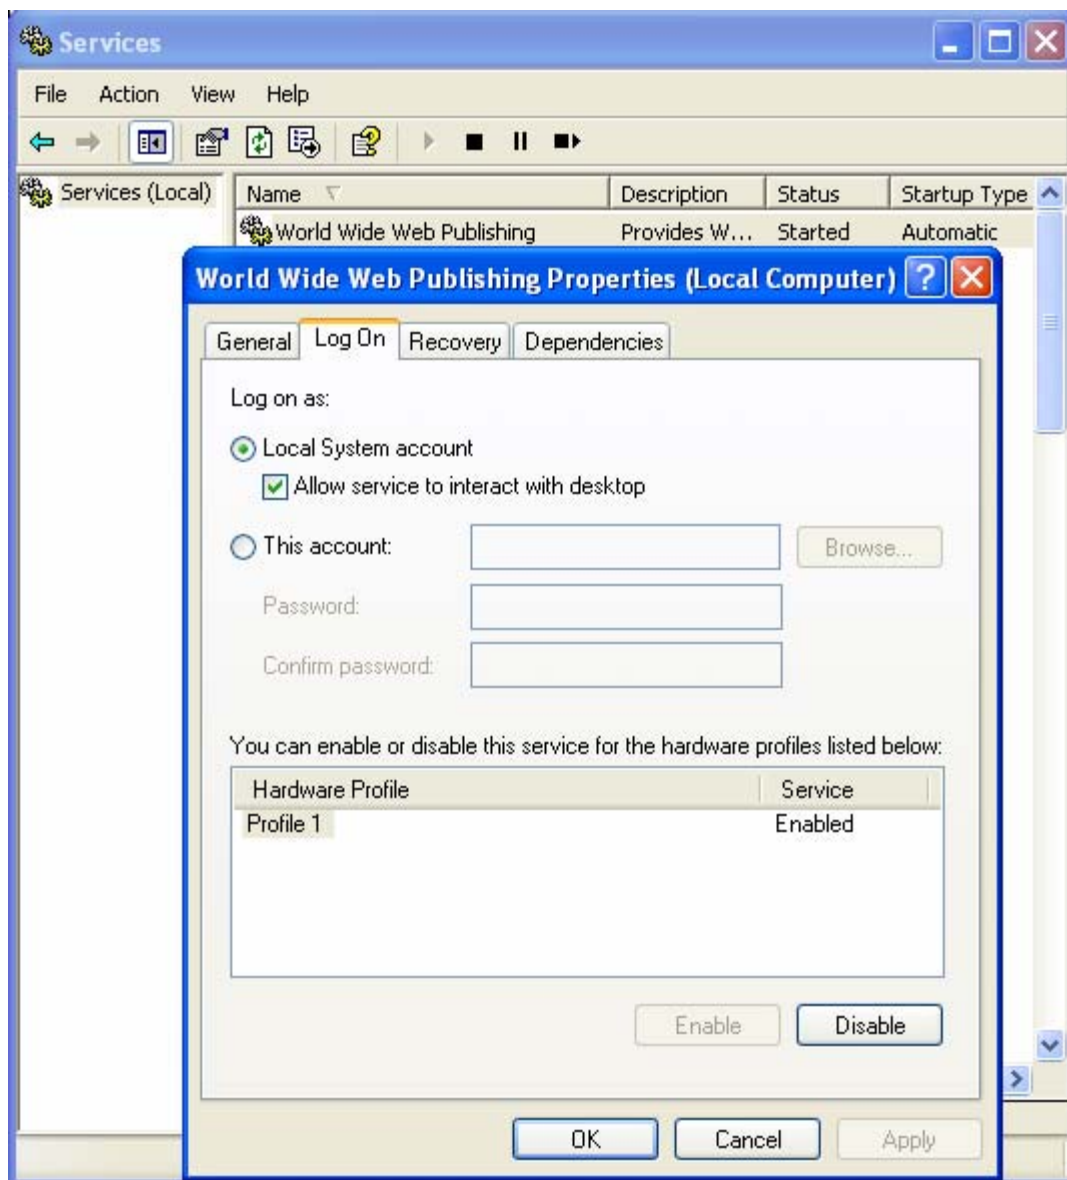 Services
File Action View Help
Services (Local)
Name Description Status Startup Type
World Wide Web Publishing Provides W... Started Automatic
World Wide Web Publishing Properties (Local Computer)
General Log On Recovery Dependencies
Log on as:
Local System account
Allow service to interact with desktop
This account: Browse...
Password:
Confirm password:
You can enable or disable this service for the hardware profiles listed below:
Hardware Profile Service
Profile 1 Enabled
Enable Disable
OK Cancel Apply